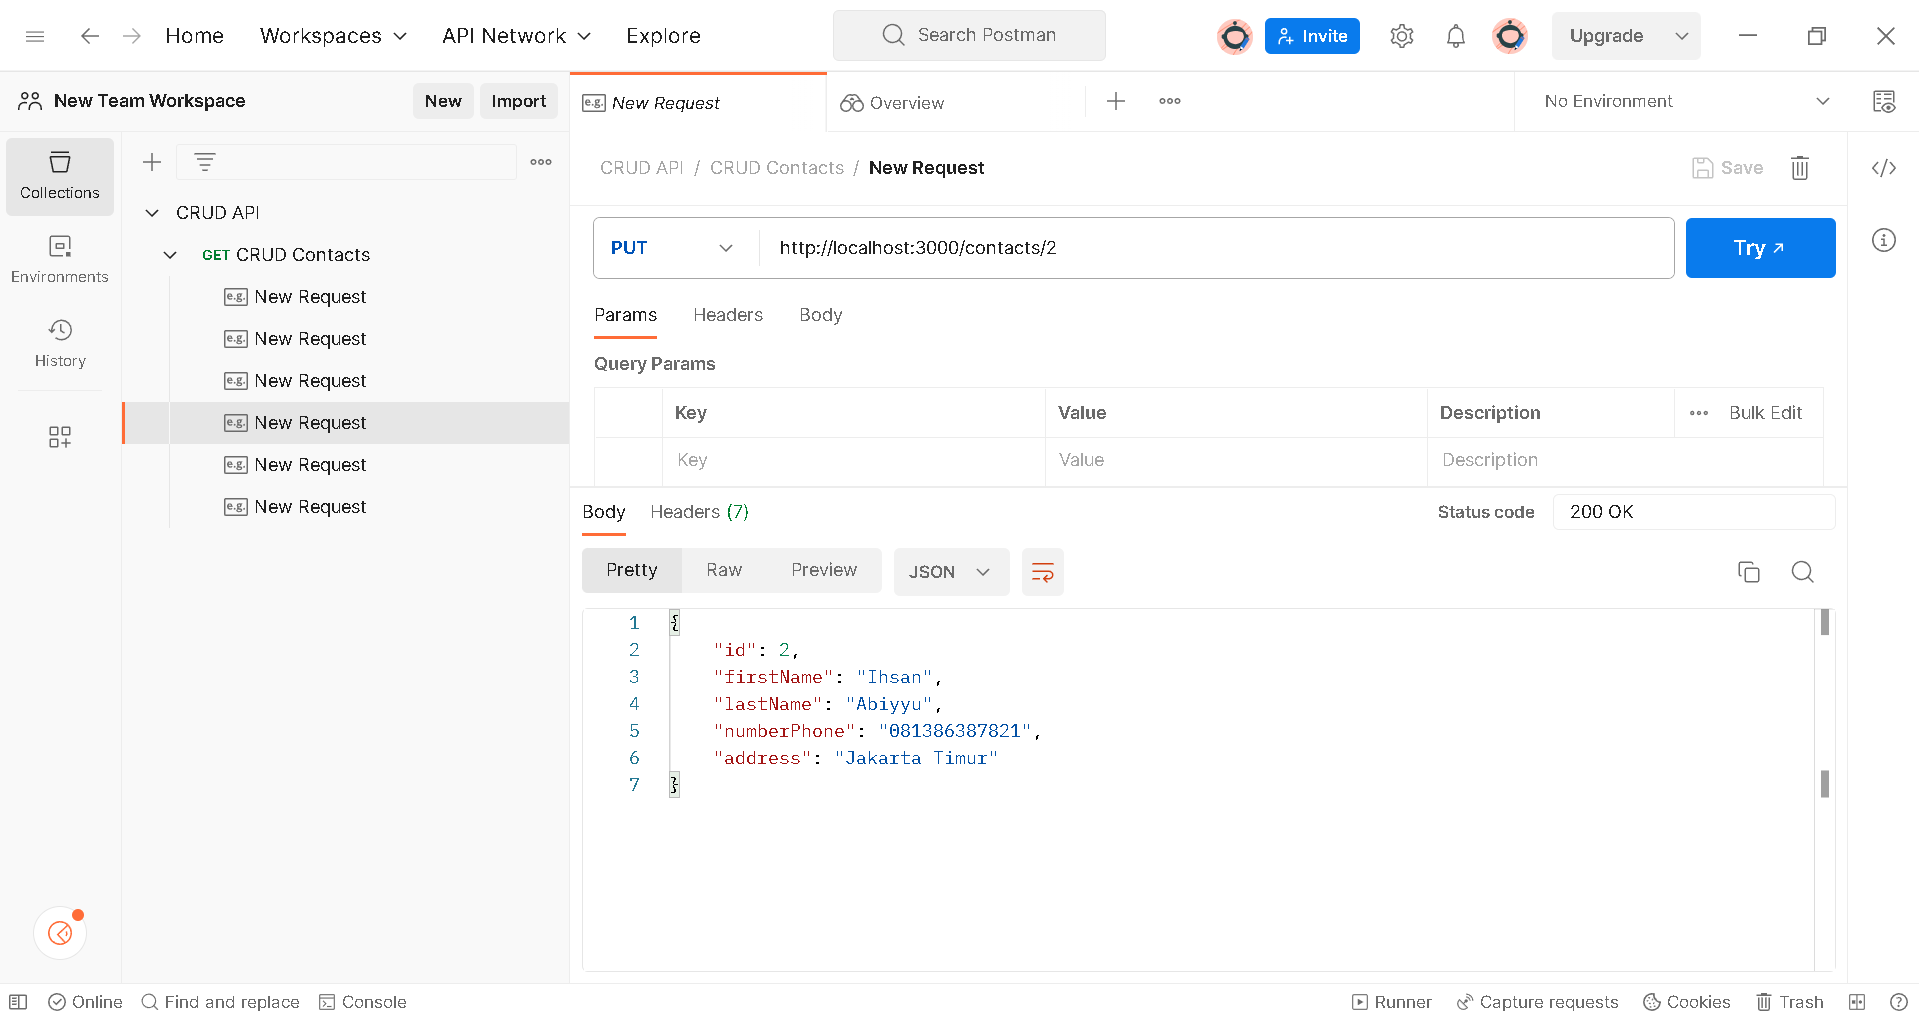 Home
Workspaces
API Network
Explore
Search Postman
Invite
Upgrade
New Team Workspace
New
Import
e.g. New Request
Overview
No Environment
Collections
Environments
History
CRUD API
GET CRUD Contacts
e.g. New Request
e.g. New Request
e.g. New Request
e.g. New Request
e.g. New Request
e.g. New Request
CRUD API / CRUD Contacts / New Request
Save
PUT
http://localhost:3000/contacts/2
Try
Params
Headers
Body
Query Params
Key
Value
Description
Bulk Edit
Key
Value
Description
Body
Headers (7)
Status code
200 OK
Pretty
Raw
Preview
JSON
1 {
2 "id": 2,
3 "firstName": "Ihsan",
4 "lastName": "Abiyyu",
5 "numberPhone": "081386387821",
6 "address": "Jakarta Timur"
7 }
Online
Find and replace
Console
Runner
Capture requests
Cookies
Trash